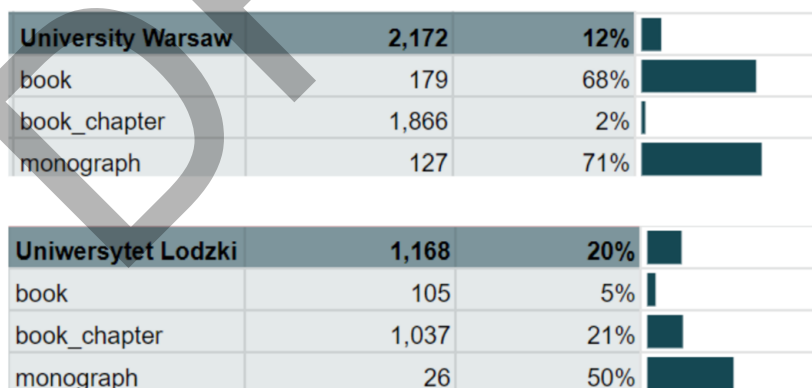 University Warsaw 2,172 12%
book 179 68%
book_chapter 1,866 2%
monograph 127 71%
Uniwersytet Lodzki 1,168 20%
book 105 5%
book_chapter 1,037 21%
monograph 26 50%